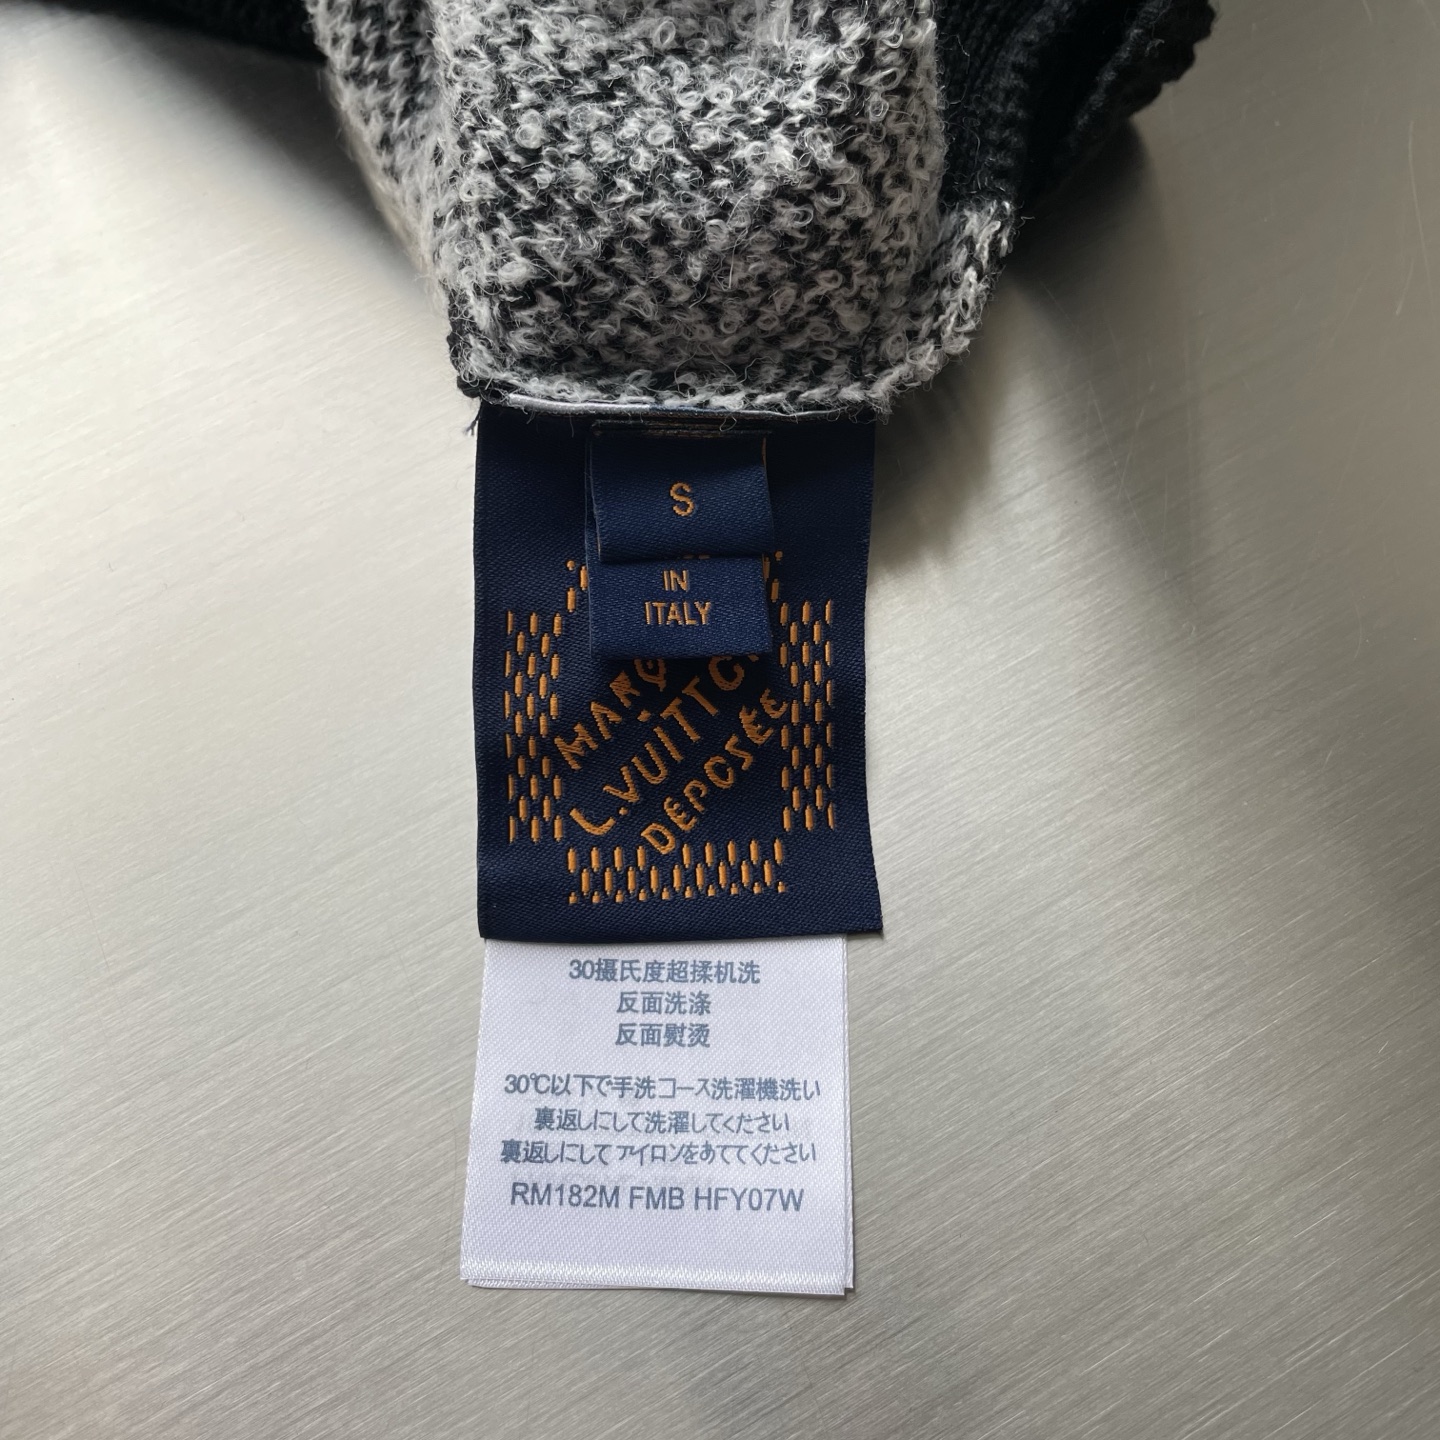 S
IN
ITALY
L.VUITTO
DÉPOSÉE
30摄氏度超揉机洗
反面洗涤
反面熨烫
30℃以下で手洗コース洗濯機洗い
裏返しにして洗濯してください
裏返しにしてアイロンをあててください
RM182M FMB HFY07W